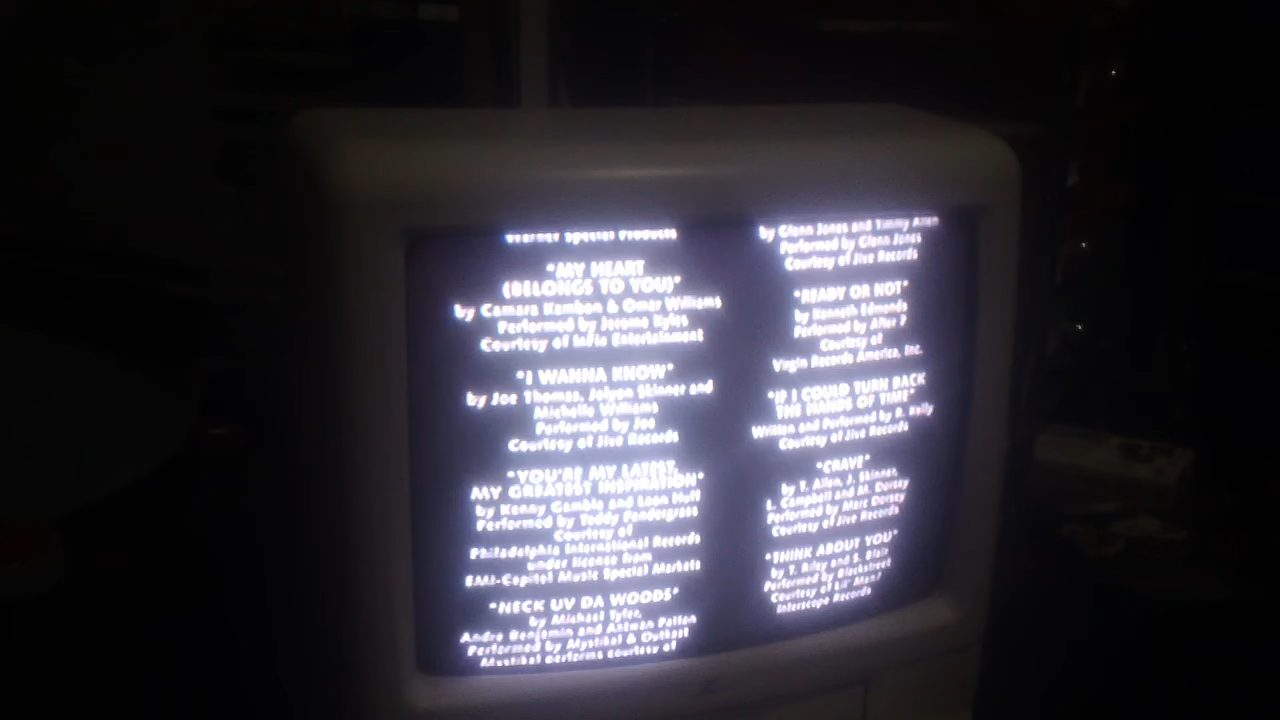 Warner Special Products
"MY HEART
(BELONGS TO YOU)"
by Camara Kambon & Omar Williams
Performed by Jerome Kyles
Courtesy of Entertainment
"I WANNA KNOW"
by Joe Thomas, Jolyon Skinner and
Michelle Williams
Performed by Joe
Courtesy of Jive Records
"YOU'RE MY LATEST,
MY GREATEST INSPIRATION"
by Kenny Gamble and Leon Huff
Performed by Teddy Pendergrass
Courtesy of
Philadelphia International Records
under license from
EMI-Capitol Music Special Markets
"NECK UV DA WOODS"
by Michael Tyler,
Andre Benjamin and Antwan Patton
Performed by Mystikal & Outkast
Mystikal performs courtesy of
by Glenn Jones and Timmy Allen
Performed by Glenn Jones
Courtesy of Jive Records
"READY OR NOT"
by Kenneth Edmonds
Performed by After 7
Courtesy of
Virgin Records America, Inc.
"IF I COULD TURN BACK
THE HANDS OF TIME"
Written and Performed by R. Kelly
Courtesy of Jive Records
"CRAVE"
by T. Allen, J. Skinner,
L. Campbell and M. Dorsey
Performed by Marc Dorsey
Courtesy of Jive Records
"THINK ABOUT YOU"
by T. Riley and S. Blair
Performed by Blackstreet
Courtesy of Lil' Man/
Interscope Records